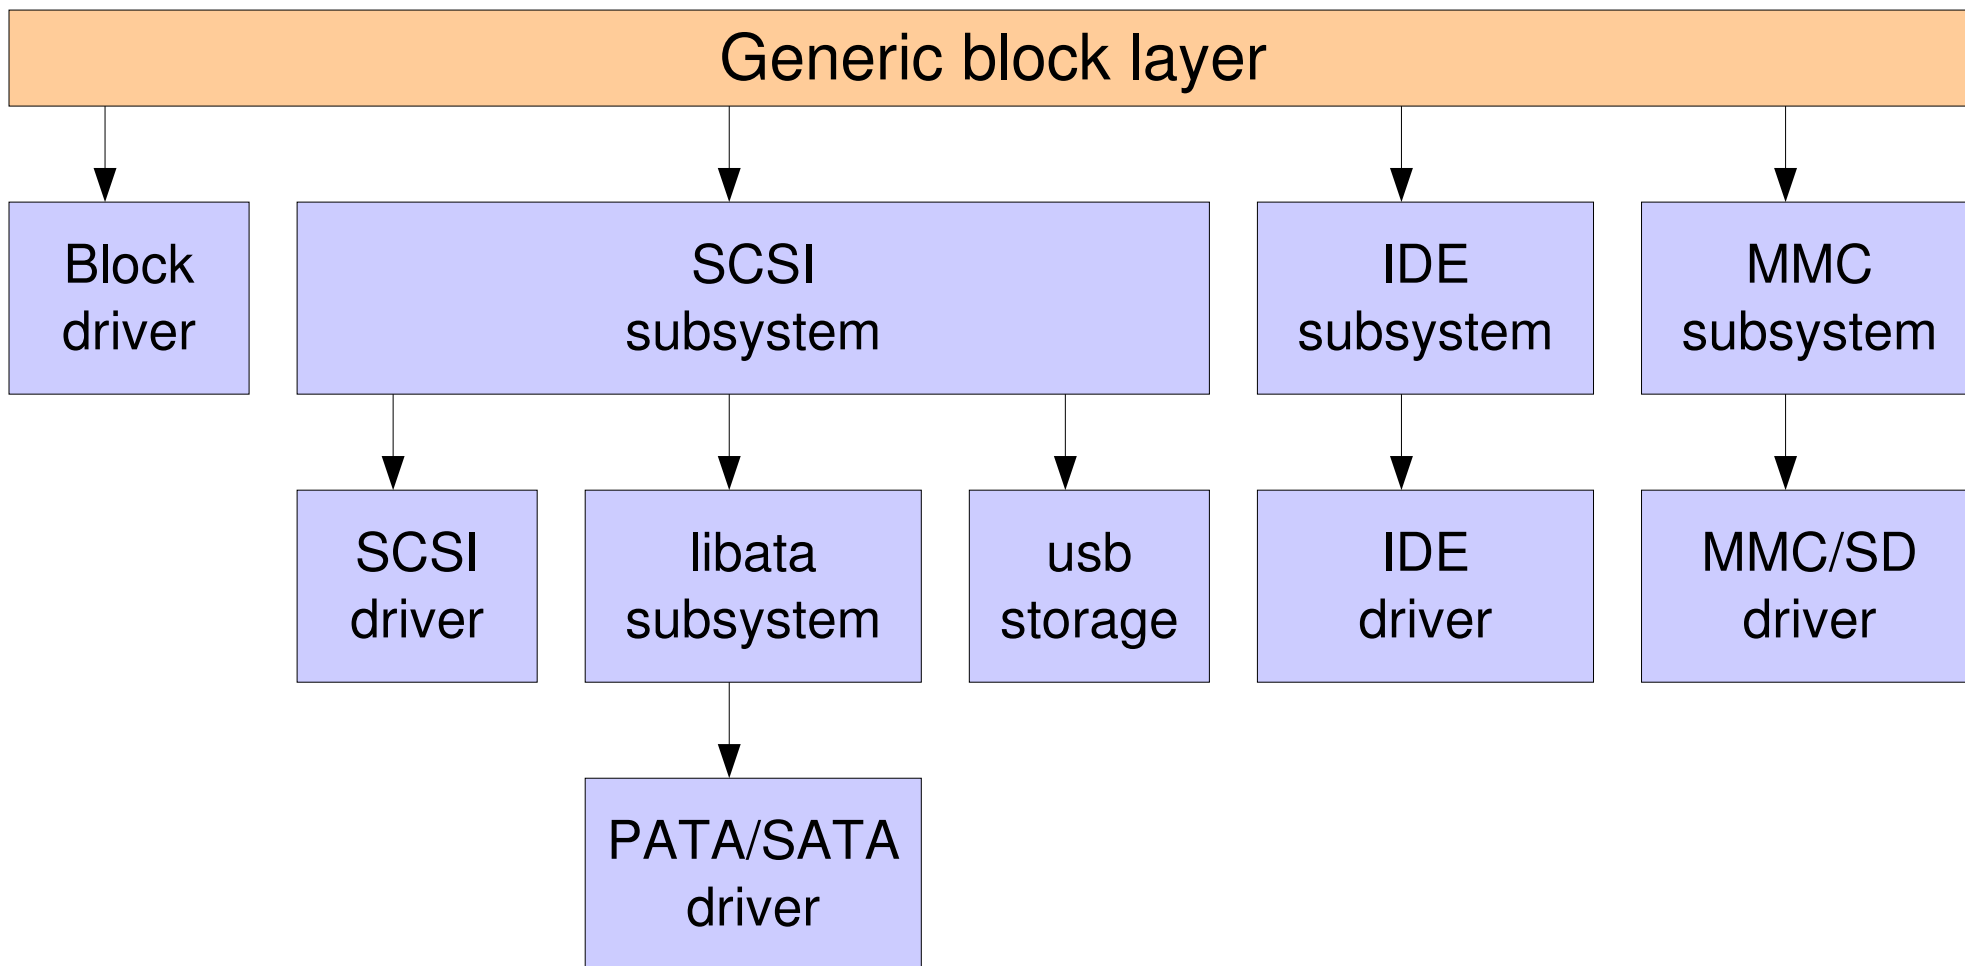 Generic block layer
Block
driver
SCSI
subsystem
IDE
subsystem
MMC
subsystem
SCSI
driver
libata
subsystem
usb
storage
IDE
driver
MMC/SD
driver
PATA/SATA
driver